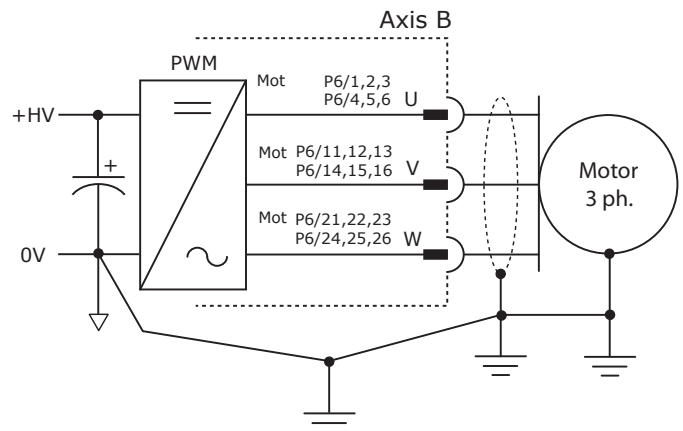 Axis B
PWM
Mot P6/1,2,3
P6/4,5,6 U
+HV
+
Mot P6/11,12,13
P6/14,15,16 V
Motor
3 ph.
Mot P6/21,22,23
P6/24,25,26 W
0V